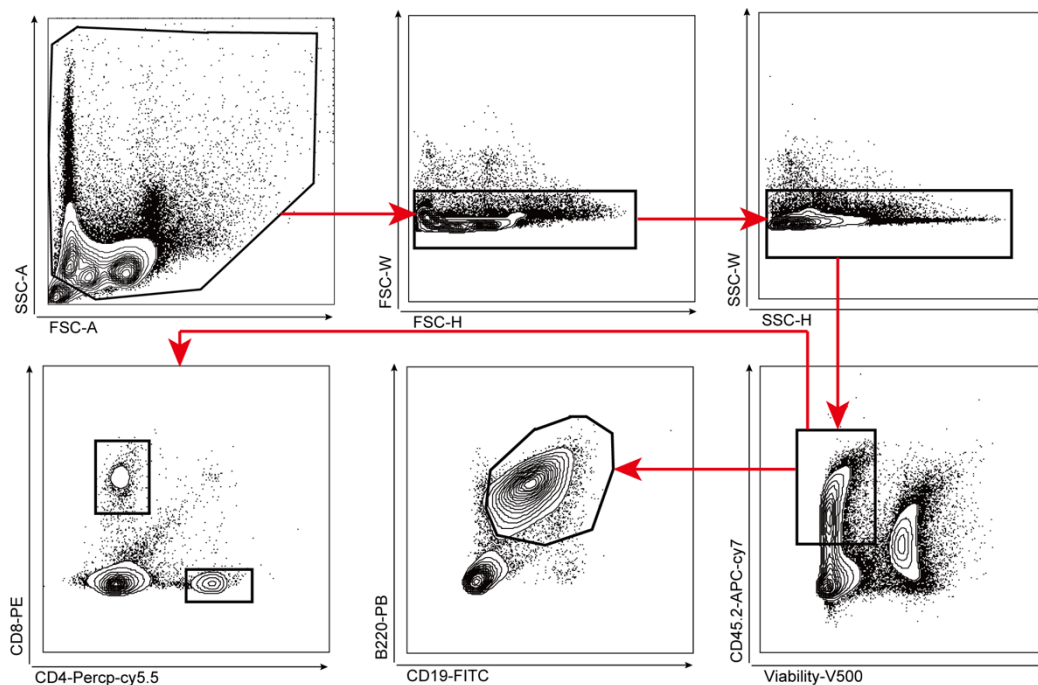 SSC-A
FSC-A
FSC-W
FSC-H
SSC-W
SSC-H
CD8-PE
CD4-Percp-cy5.5
B220-PB
CD19-FITC
CD45.2-APC-cy7
Viability-V500